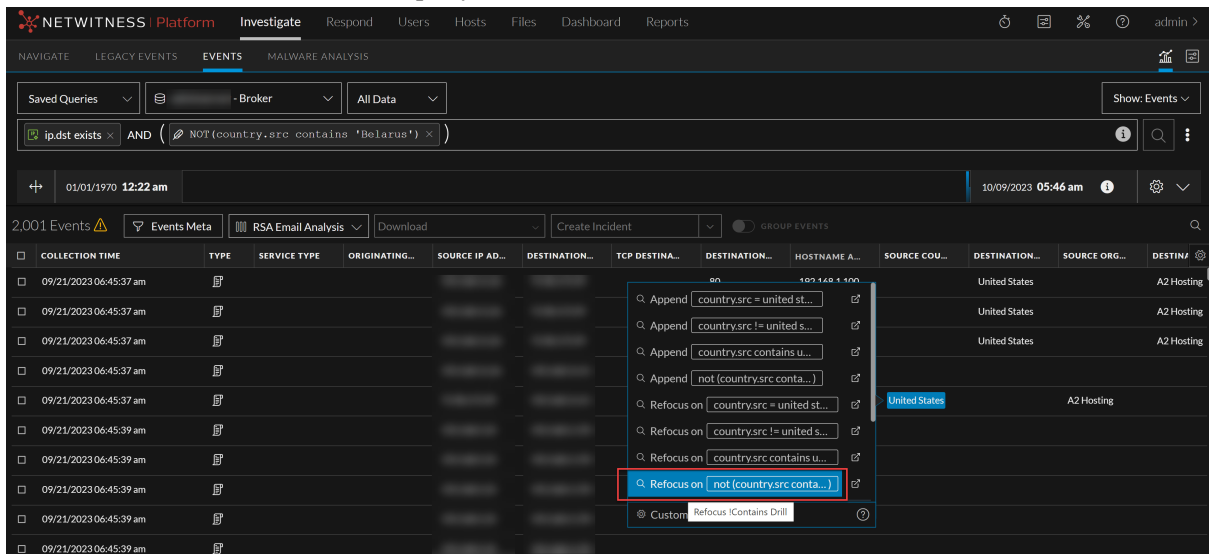 NETWITNESS | Platform Investigate Respond Users Hosts Files Dashboard Reports admin >
NAVIGATE LEGACY EVENTS EVENTS MALWARE ANALYSIS
Saved Queries - Broker All Data Show: Events
ip.dst exists × AND ( NOT(country.src contains 'Belarus') × )
01/01/1970 12:22 am 10/09/2023 05:46 am
2,001 Events Events Meta RSA Email Analysis Download Create Incident GROUP EVENTS
COLLECTION TIME TYPE SERVICE TYPE ORIGINATING... SOURCE IP AD... DESTINATION... TCP DESTINA... DESTINATION... HOSTNAME A... SOURCE COU... DESTINATION... SOURCE ORG... DESTINA
09/21/2023 06:45:37 am 80 192.168.1.100 United States A2 Hosting
Append country.src = united st...
09/21/2023 06:45:37 am United States A2 Hosting
Append country.src != united s...
09/21/2023 06:45:37 am United States A2 Hosting
Append country.src contains u...
09/21/2023 06:45:37 am
Append not (country.src conta...)
09/21/2023 06:45:37 am United States A2 Hosting
Refocus on country.src = united st...
09/21/2023 06:45:39 am
Refocus on country.src != united s...
09/21/2023 06:45:39 am
Refocus on country.src contains u...
09/21/2023 06:45:39 am
Refocus on not (country.src conta...)
09/21/2023 06:45:39 am
Custom Refocus !Contains Drill
09/21/2023 06:45:39 am